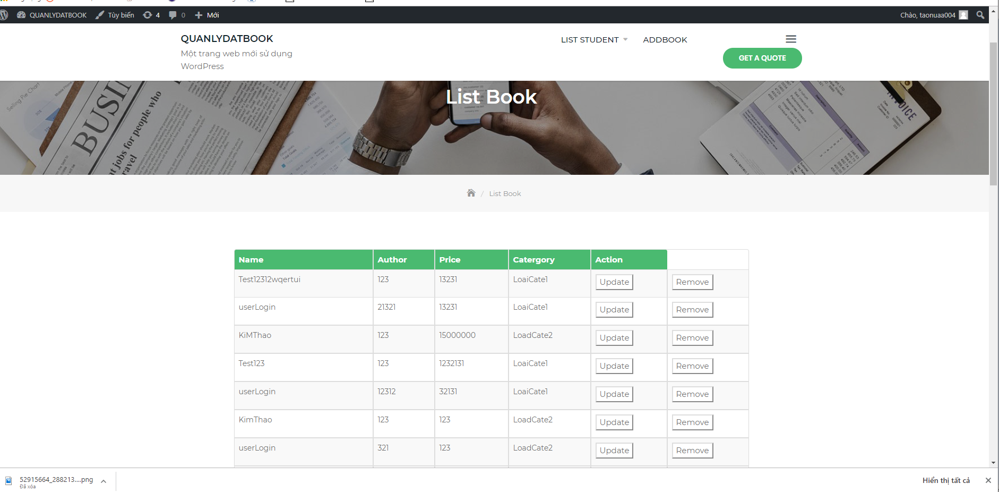 QUANLYDATBOOK
Tùy biến
4
0
Mới
Chào, taonuaa004
QUANLYDATBOOK
Một trang web mới sử dụng
WordPress
LIST STUDENT
ADDBOOK
GET A QUOTE
Selling Pie Chart
BUSIN
jobs for people who
ravel
INVOICE
List Book
/ List Book
Name Author Price Catergory Action
Test12312wqertui 123 13231 LoaiCate1 Update Remove
userLogin 21321 13231 LoaiCate1 Update Remove
KiMThao 123 15000000 LoadCate2 Update Remove
Test123 123 1232131 LoaiCate1 Update Remove
userLogin 12312 32131 LoaiCate1 Update Remove
KimThao 123 123 LoadCate2 Update Remove
userLogin 321 123 LoadCate2 Update Remove
52915664_288213....png
Đã xóa
Hiển thị tất cả